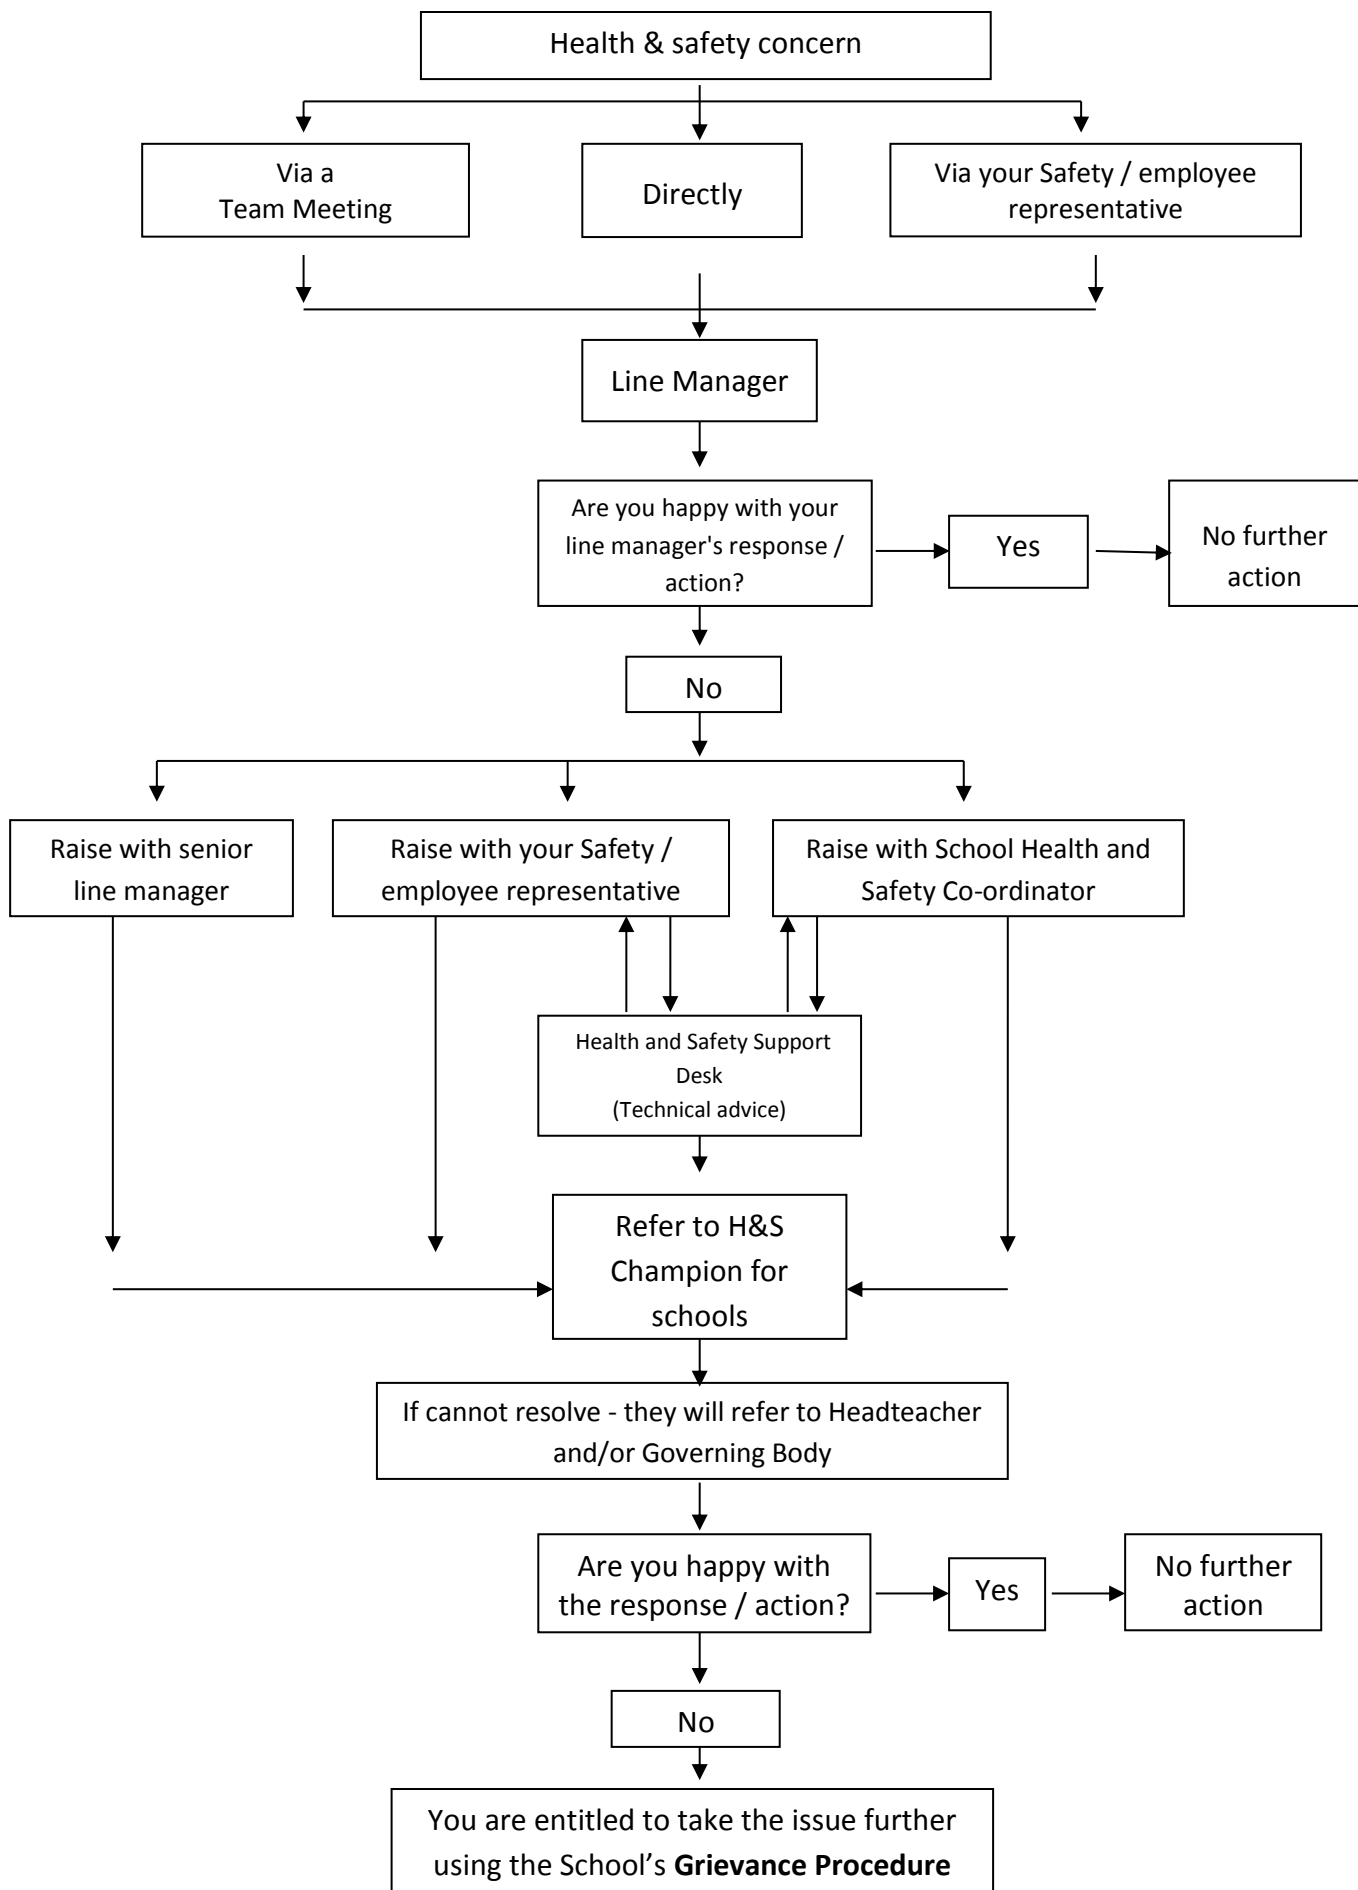 Health & safety concern
Via a
Team Meeting
Directly
Via your Safety / employee
representative
Line Manager
Are you happy with your
line manager's response /
action?
Yes
No further
action
No
Raise with senior
line manager
Raise with your Safety /
employee representative
Raise with School Health and
Safety Co-ordinator
Health and Safety Support
Desk
(Technical advice)
Refer to H&S
Champion for
schools
If cannot resolve - they will refer to Headteacher
and/or Governing Body
Are you happy with
the response / action?
Yes
No further
action
No
You are entitled to take the issue further
using the School’s Grievance Procedure